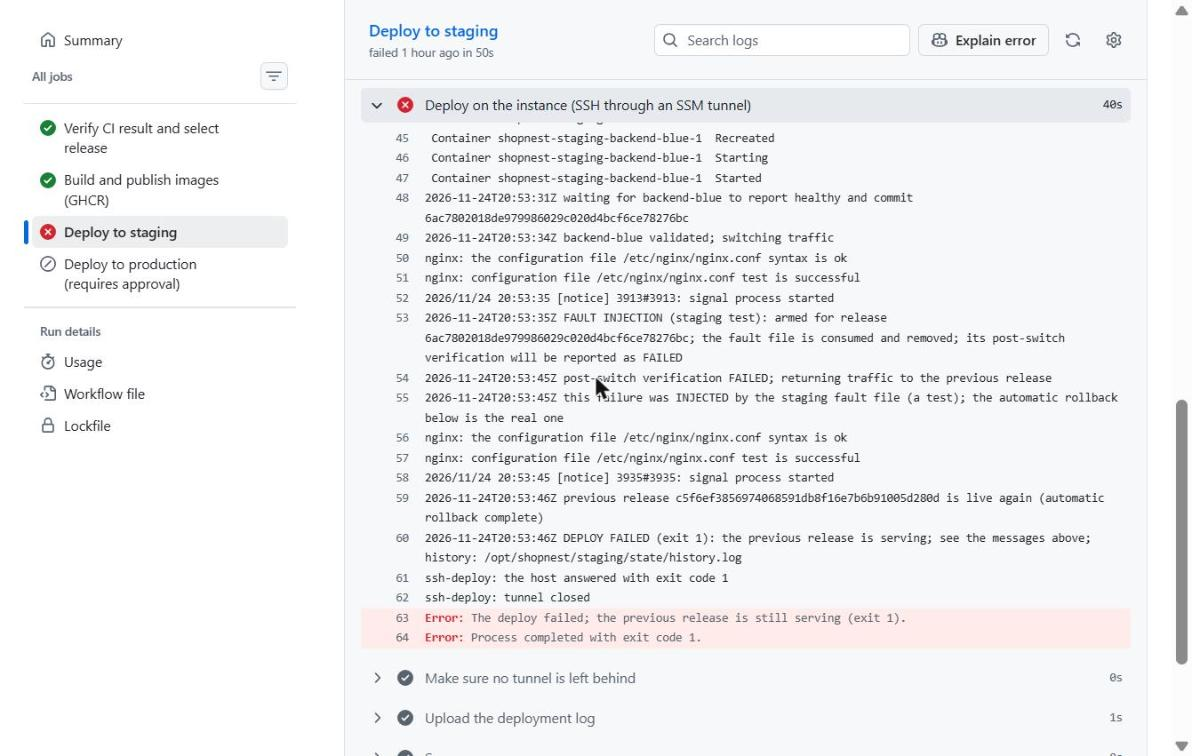 Summary
All jobs
Verify CI result and select
release
Build and publish images
(GHCR)
Deploy to staging
Deploy to production
(requires approval)
Run details
Usage
Workflow file
Lockfile
Deploy to staging
failed 1 hour ago in 50s
Search logs
Explain error
Deploy on the instance (SSH through an SSM tunnel) 40s
45 Container shopnest-staging-backend-blue-1 Recreated
46 Container shopnest-staging-backend-blue-1 Starting
47 Container shopnest-staging-backend-blue-1 Started
48 2026-11-24T20:53:31Z waiting for backend-blue to report healthy and commit
6ac7802018de979986029c020d4bcf6ce78276bc
49 2026-11-24T20:53:34Z backend-blue validated; switching traffic
50 nginx: the configuration file /etc/nginx/nginx.conf syntax is ok
51 nginx: configuration file /etc/nginx/nginx.conf test is successful
52 2026/11/24 20:53:35 [notice] 3913#3913: signal process started
53 2026-11-24T20:53:35Z FAULT INJECTION (staging test): armed for release
6ac7802018de979986029c020d4bcf6ce78276bc; the fault file is consumed and removed; its post-switch
verification will be reported as FAILED
54 2026-11-24T20:53:45Z post-switch verification FAILED; returning traffic to the previous release
55 2026-11-24T20:53:45Z this failure was INJECTED by the staging fault file (a test); the automatic rollback
below is the real one
56 nginx: the configuration file /etc/nginx/nginx.conf syntax is ok
57 nginx: configuration file /etc/nginx/nginx.conf test is successful
58 2026/11/24 20:53:45 [notice] 3935#3935: signal process started
59 2026-11-24T20:53:46Z previous release c5f6ef3856974068591db8f16e7b6b91005d280d is live again (automatic
rollback complete)
60 2026-11-24T20:53:46Z DEPLOY FAILED (exit 1): the previous release is serving; see the messages above;
history: /opt/shopnest/staging/state/history.log
61 ssh-deploy: the host answered with exit code 1
62 ssh-deploy: tunnel closed
63 Error: The deploy failed; the previous release is still serving (exit 1).
64 Error: Process completed with exit code 1.
Make sure no tunnel is left behind 0s
Upload the deployment log 1s